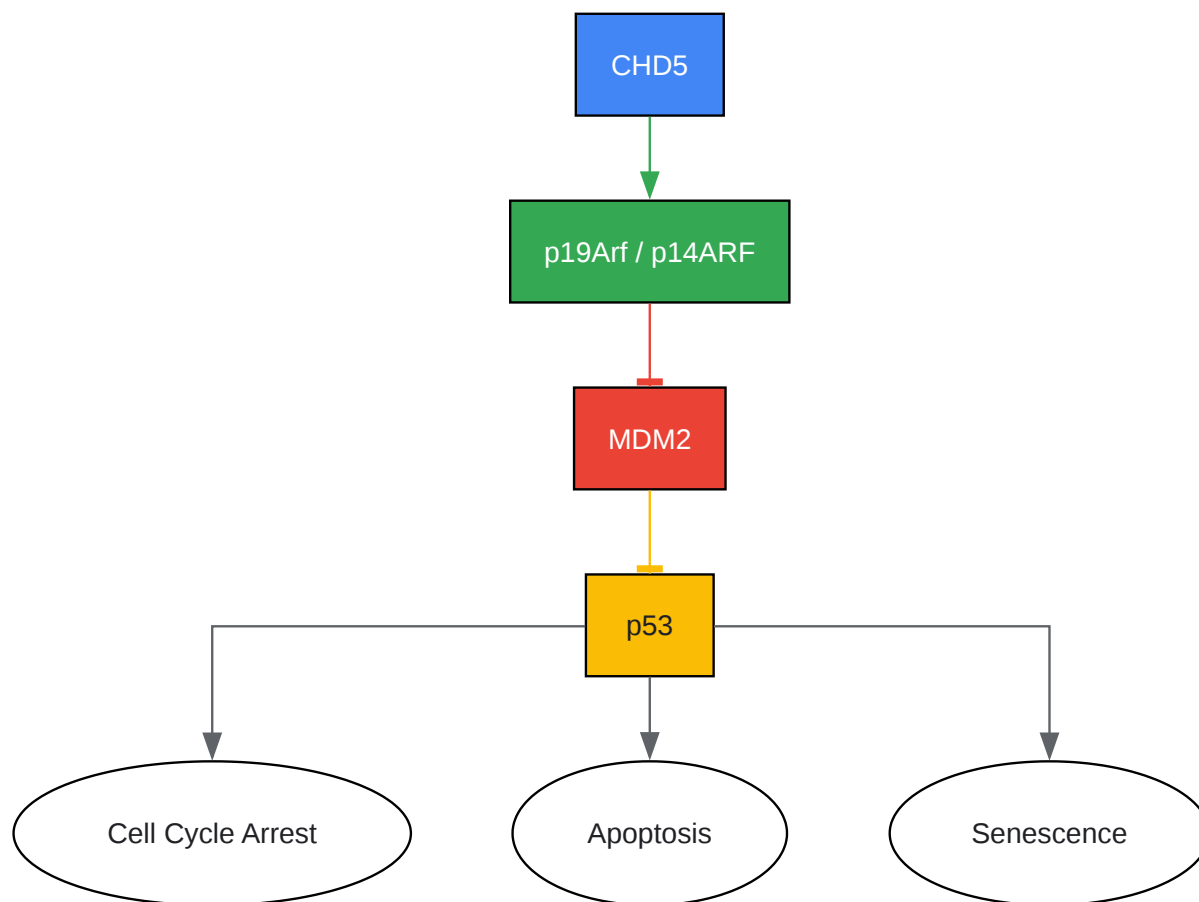 CHD5
p19Arf / p14ARF
MDM2
p53
Cell Cycle Arrest
Apoptosis
Senescence